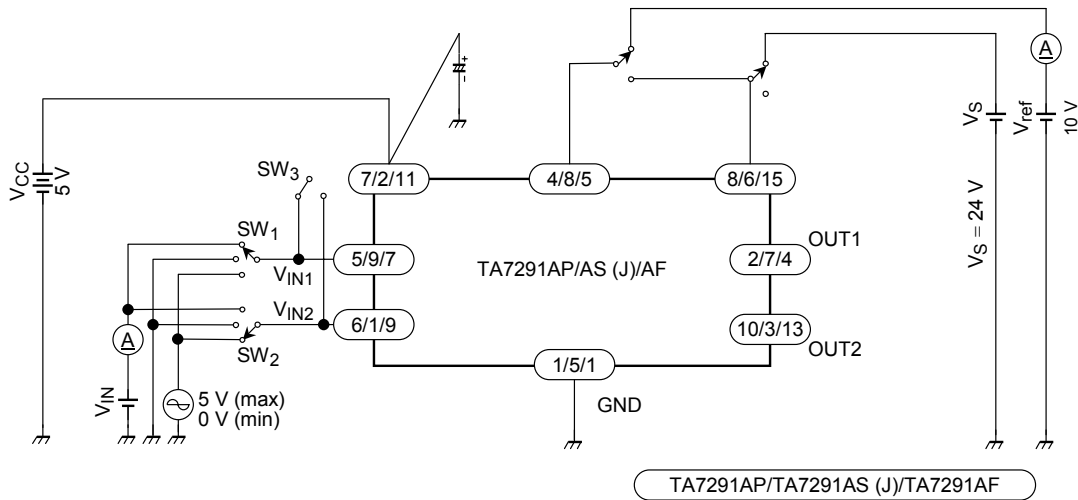 +
−
A
VCC
5 V
SW3
7/2/11
4/8/5
8/6/15
VS
Vref
10 V
SW1
VIN1
5/9/7
TA7291AP/AS (J)/AF
OUT1
2/7/4
VS = 24 V
VIN2
6/1/9
A
SW2
10/3/13
OUT2
1/5/1
GND
VIN
5 V (max)
0 V (min)
TA7291AP/TA7291AS (J)/TA7291AF